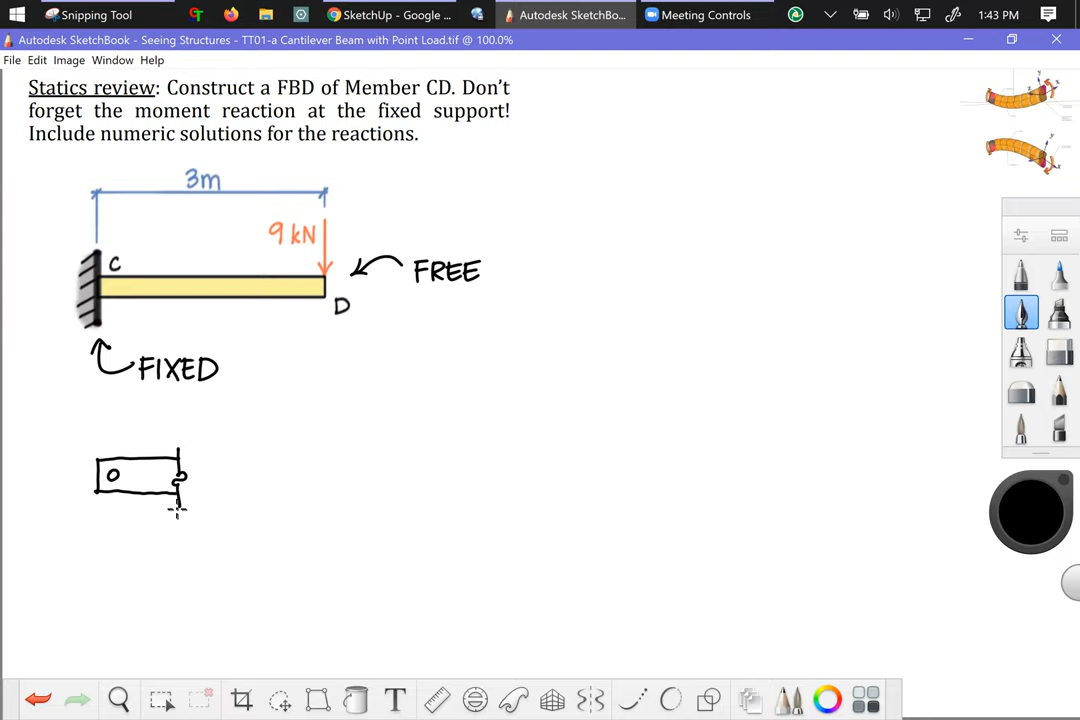 Snipping Tool
SketchUp - Google ...
Autodesk SketchBo...
Meeting Controls
1:43 PM
Autodesk SketchBook - Seeing Structures - TT01-a Cantilever Beam with Point Load.tif @ 100.0%
File Edit Image Window Help
Statics review: Construct a FBD of Member CD. Don't
forget the moment reaction at the fixed support!
Include numeric solutions for the reactions.
3m
9 kN
C
FREE
D
FIXED
T